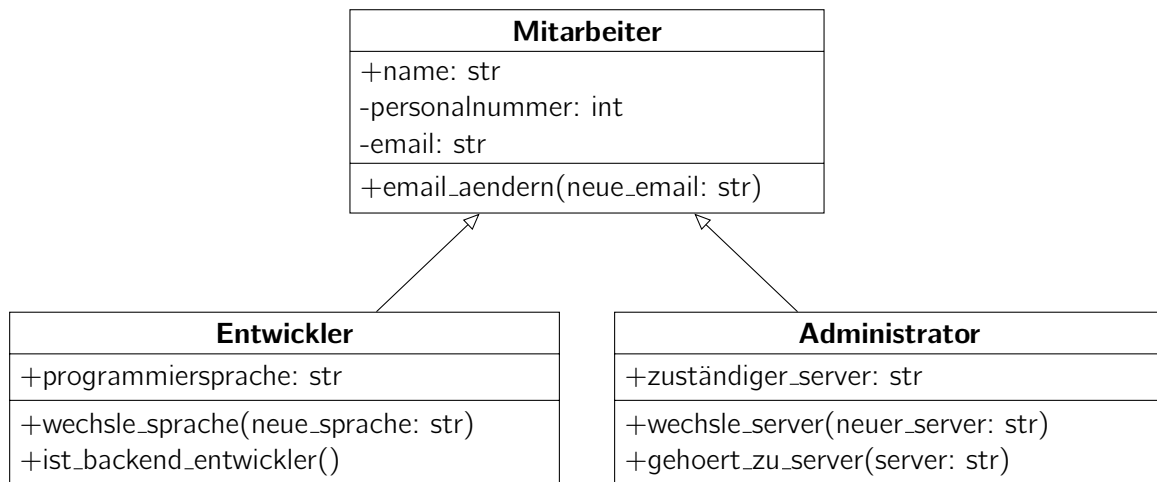 Mitarbeiter
+name: str
-personalnummer: int
-email: str
+email_aendern(neue_email: str)
Entwickler
+programmiersprache: str
+wechsle_sprache(neue_sprache: str)
+ist_backend_entwickler()
Administrator
+zuständiger_server: str
+wechsle_server(neuer_server: str)
+gehoert_zu_server(server: str)